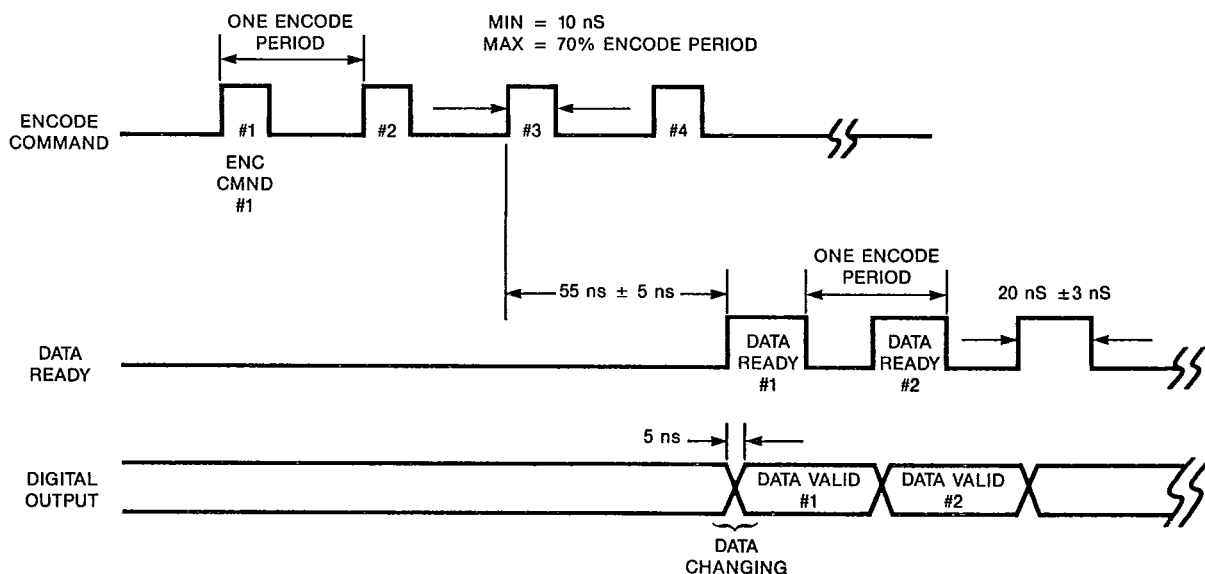 ONE ENCODE
PERIOD
MIN = 10 nS
MAX = 70% ENCODE PERIOD
ENCODE
COMMAND
#1
#2
#3
#4
ENC
CMND
#1
55 ns ± 5 ns
ONE ENCODE
PERIOD
20 nS ±3 nS
DATA
READY
DATA
READY
#1
DATA
READY
#2
5 ns
DIGITAL
OUTPUT
DATA VALID
#1
DATA VALID
#2
DATA
CHANGING